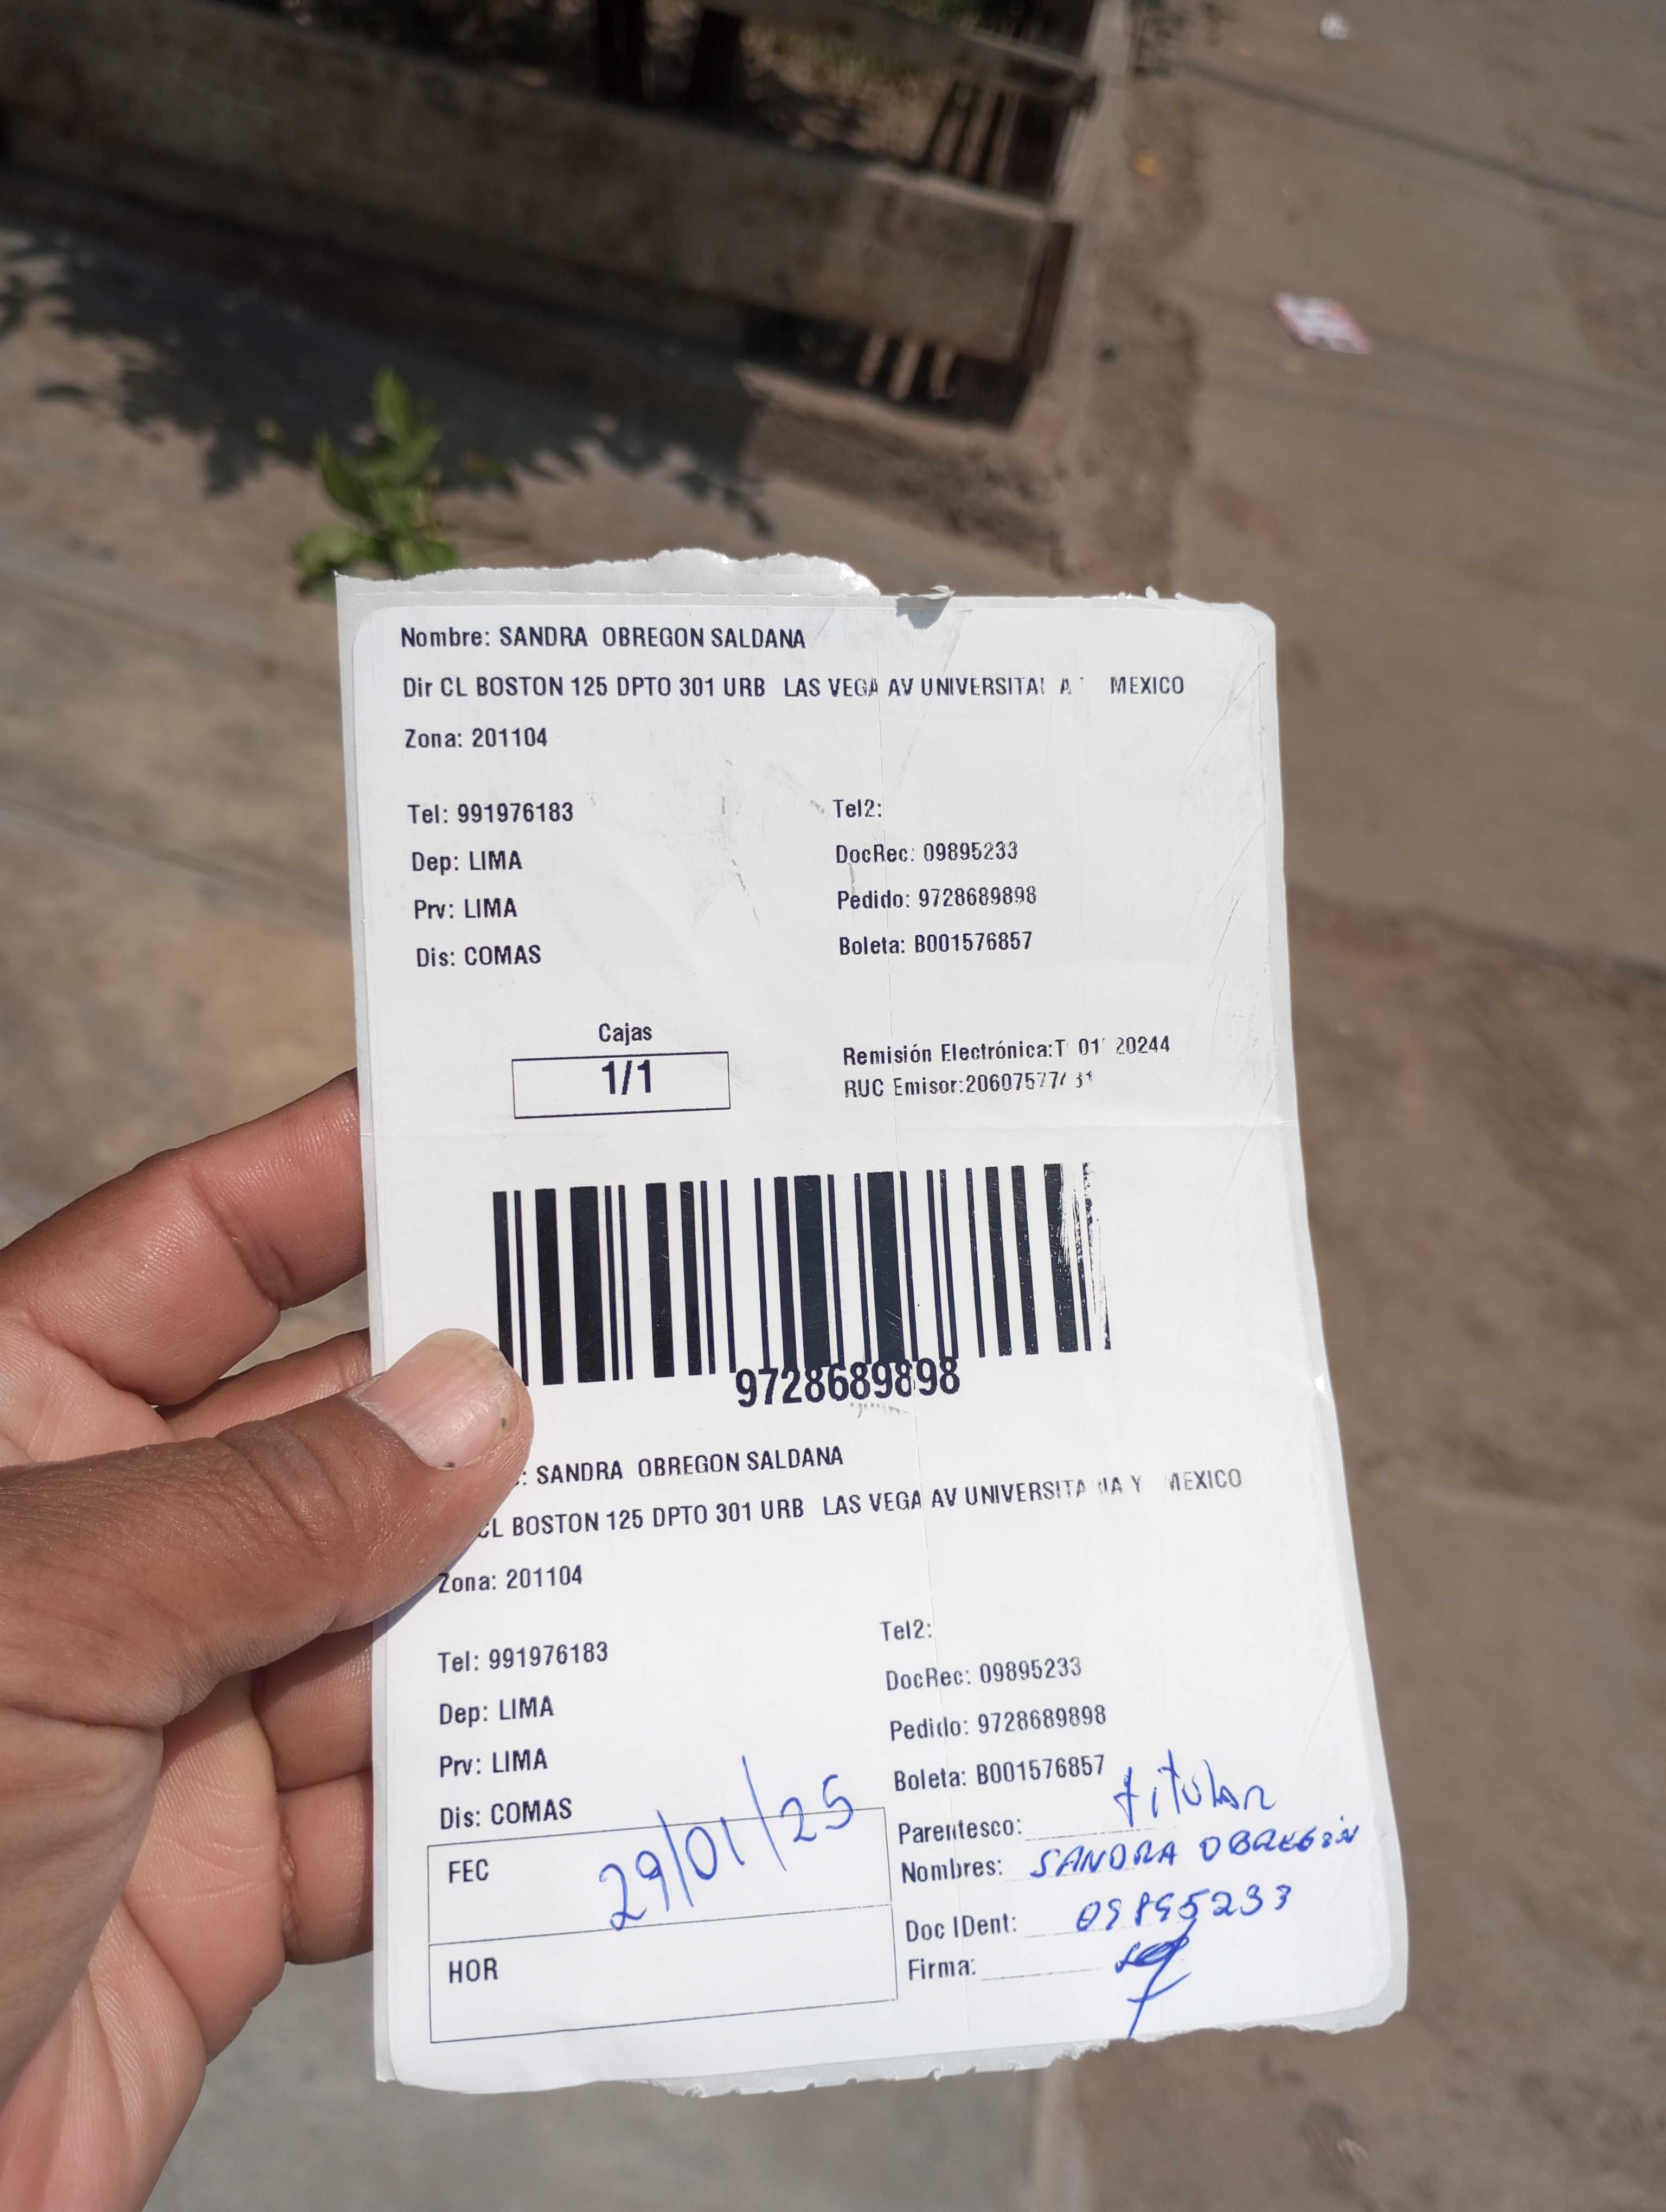 Nombre: SANDRA OBREGON SALDANA
Dir CL BOSTON 125 DPTO 301 URB LAS VEGA AV UNIVERSITA MEXICO
Zona: 201104
Tel: 991976183 Tel2:
Dep: LIMA DocRec: 09895233
Prv: LIMA Pedido: 9728689898
Dis: COMAS Boleta: B001576857
Cajas
1/1
Remisión Electrónica:T 01 20244
RUC Emisor:
9728689898
: SANDRA OBREGON SALDANA
CL BOSTON 125 DPTO 301 URB LAS VEGA AV UNIVERSITA IA Y MEXICO
Zona: 201104
Tel: 991976183 Tel2:
Dep: LIMA DocRec: 09895233
Prv: LIMA Pedido: 9728689898
Dis: COMAS Boleta: B001576857
FEC 29/01/25
HOR
Parentesco: titular
Nombres: SANDRA OBREGÓN
Doc IDent: 09895233
Firma: